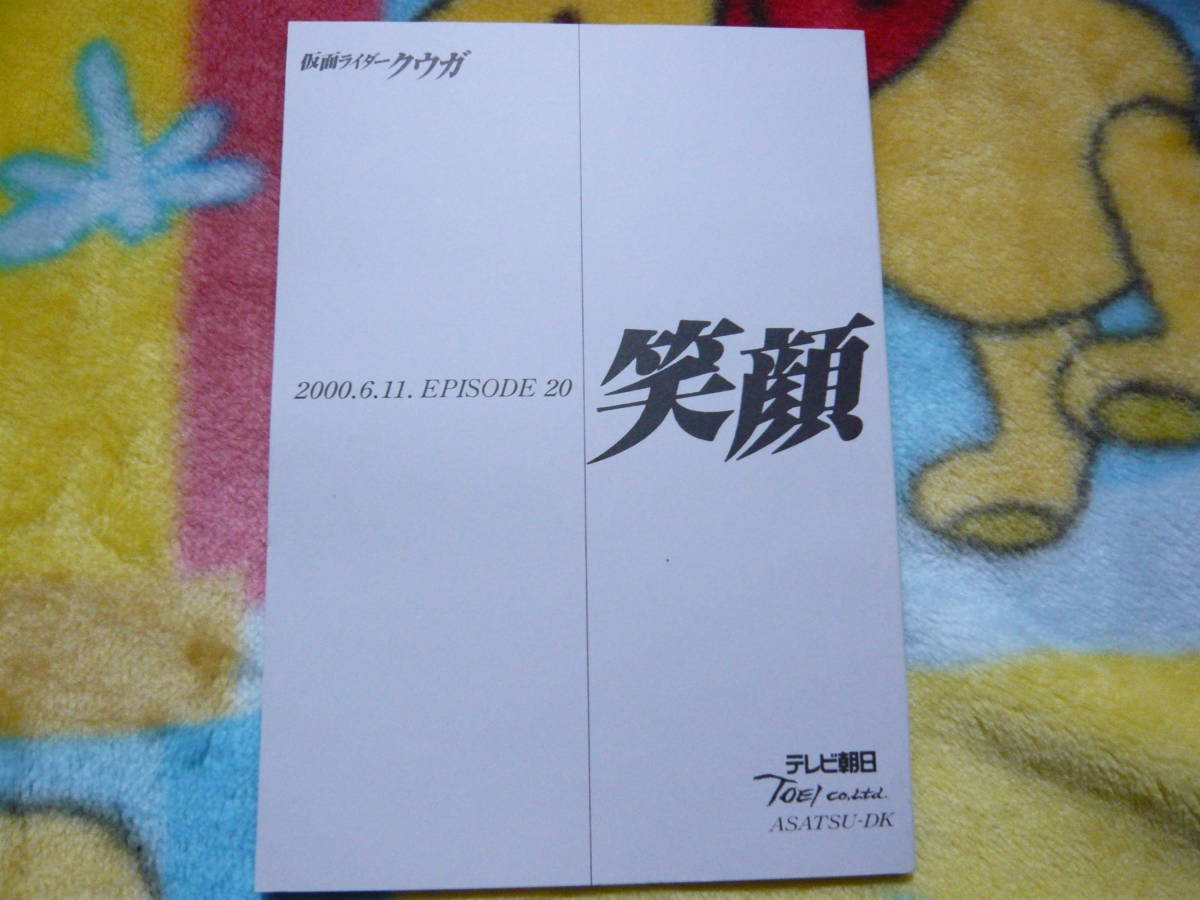 仮面ライダークウガ
2000.6.11. EPISODE 20
笑顔
テレビ朝日
TOEI CO.,Ltd.
ASATSU-DK